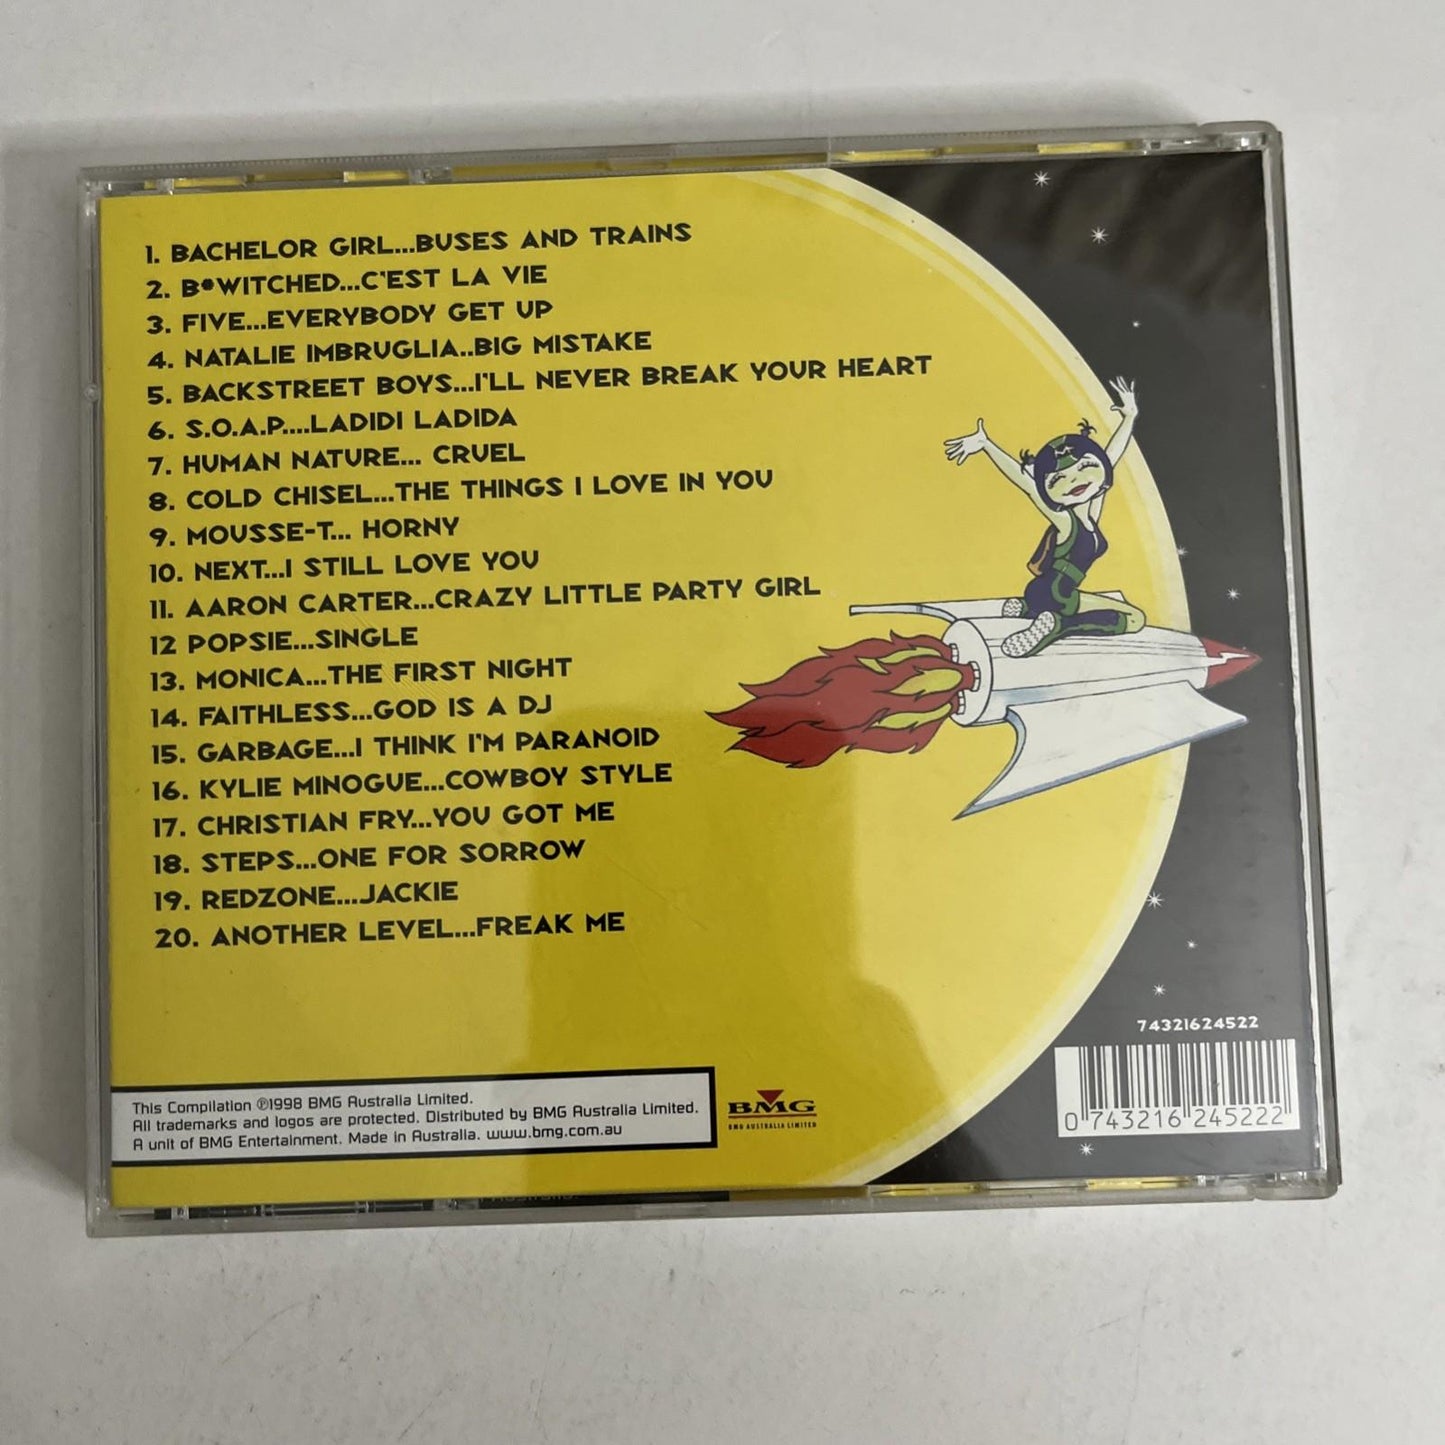 1. BACHELOR GIRL...BUSES AND TRAINS
2. B*WITCHED...C'EST LA VIE
3. FIVE...EVERYBODY GET UP
4. NATALIE IMBRUGLIA..BIG MISTAKE
5. BACKSTREET BOYS...I'LL NEVER BREAK YOUR HEART
6. S.O.A.P....LADIDI LADIDA
7. HUMAN NATURE... CRUEL
8. COLD CHISEL...THE THINGS I LOVE IN YOU
9. MOUSSE-T... HORNY
10. NEXT...I STILL LOVE YOU
11. AARON CARTER...CRAZY LITTLE PARTY GIRL
12 POPSIE...SINGLE
13. MONICA...THE FIRST NIGHT
14. FAITHLESS...GOD IS A DJ
15. GARBAGE...I THINK I'M PARANOID
16. KYLIE MINOGUE...COWBOY STYLE
17. CHRISTIAN FRY...YOU GOT ME
18. STEPS...ONE FOR SORROW
19. REDZONE...JACKIE
20. ANOTHER LEVEL...FREAK ME
74321624522
0 743216 245222
This Compilation ℗1998 BMG Australia Limited.
All trademarks and logos are protected. Distributed by BMG Australia Limited.
A unit of BMG Entertainment. Made in Australia. www.bmg.com.au
BMG
BMG AUSTRALIA LIMITED